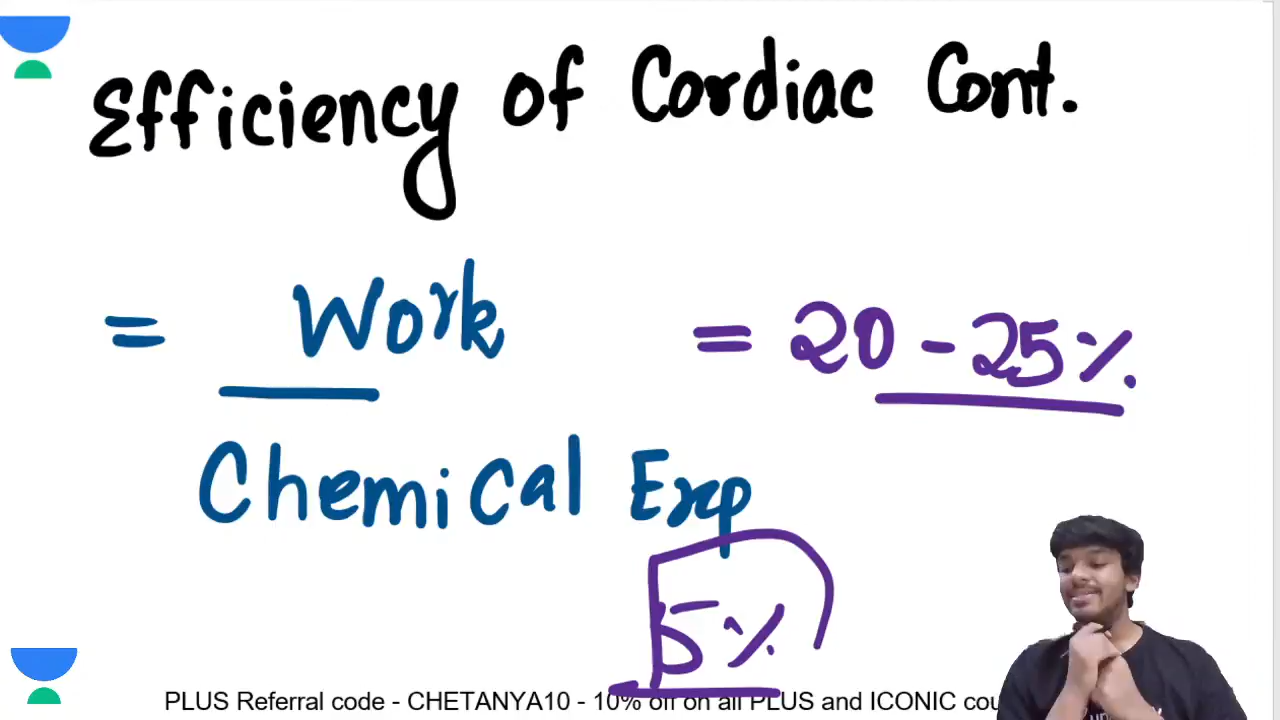 Efficiency of Cardiac Cont.
= Work = 20 - 25%.
Chemical Exp
5%
PLUS Referral code - CHETANYA10 - 10% off on all PLUS and ICONIC cou